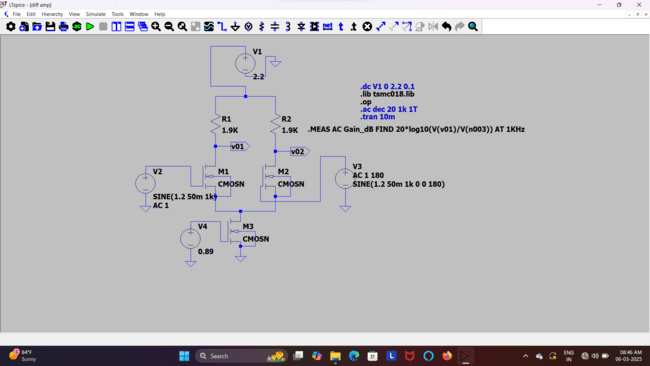 LTspice - [diff amp]
File Edit Hierarchy View Simulate Tools Window Help
V1
2.2
.dc V1 0 2.2 0.1
.lib tsmc018.lib
.op
.ac dec 20 1k 1T
.tran 10m
R1
1.9K
R2
1.9K
.MEAS AC Gain_dB FIND 20*log10(V(v01)/V(n003)) AT 1KHz
v01
v02
V2
M1
CMOSN
M2
CMOSN
V3
AC 1 180
SINE(1.2 50m 1k 0 0 180)
SINE(1.2 50m 1k)
AC 1
V4
0.89
M3
CMOSN
84°F
Sunny
Search
ENG
IN
08:46 AM
06-03-2025